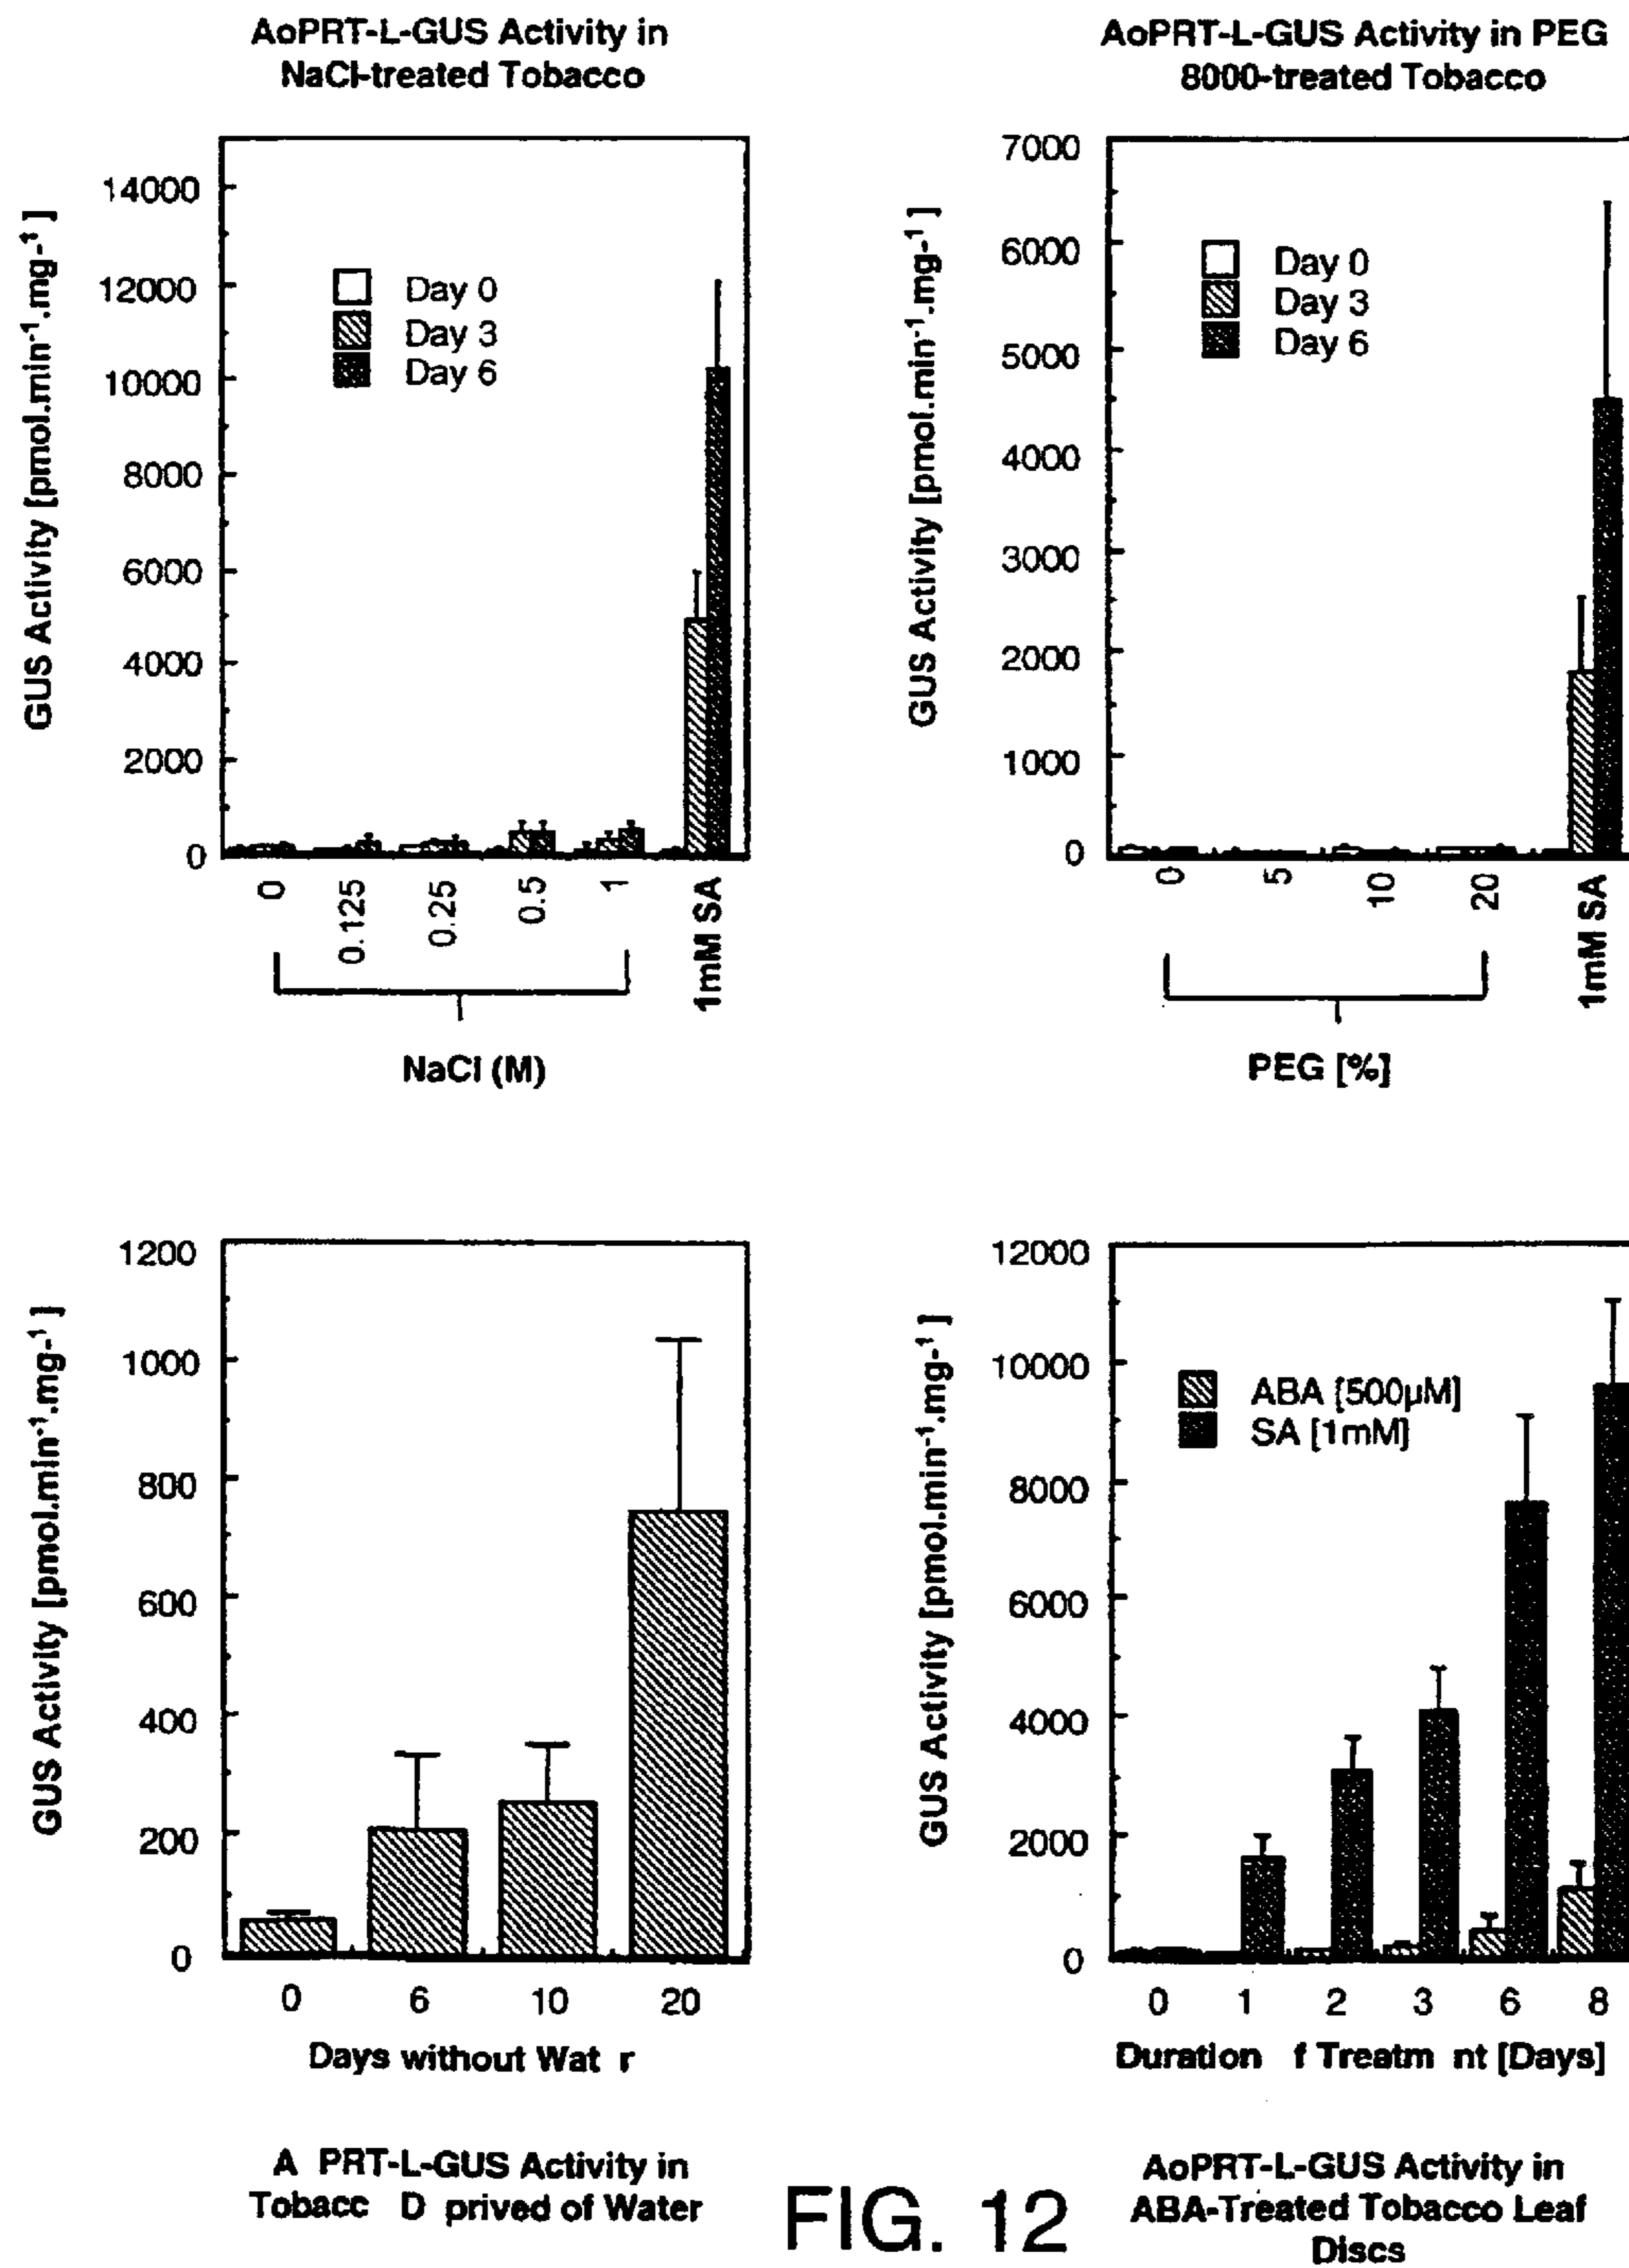 AoPRT-L-GUS Activity in
NaCl-treated Tobacco
GUS Activity [pmol.min-1.mg-1]
14000
12000
10000
8000
6000
4000
2000
0
Day 0
Day 3
Day 6
0
0.125
0.25
0.5
1
1mM SA
NaCl (M)
AoPRT-L-GUS Activity in PEG
8000-treated Tobacco
GUS Activity [pmol.min-1.mg-1]
7000
6000
5000
4000
3000
2000
1000
0
Day 0
Day 3
Day 6
0
5
10
20
1mM SA
PEG [%]
GUS Activity [pmol.min-1.mg-1]
1200
1000
800
600
400
200
0
0 6 10 20
Days without Wat r
A PRT-L-GUS Activity in
Tobacc D prived of Water
GUS Activity [pmol.min-1.mg-1]
12000
10000
8000
6000
4000
2000
0
ABA [500µM]
SA [1mM]
0 1 2 3 6 8
Duration f Treatm nt [Days]
AoPRT-L-GUS Activity in
ABA-Treated Tobacco Leaf
Discs
FIG. 12